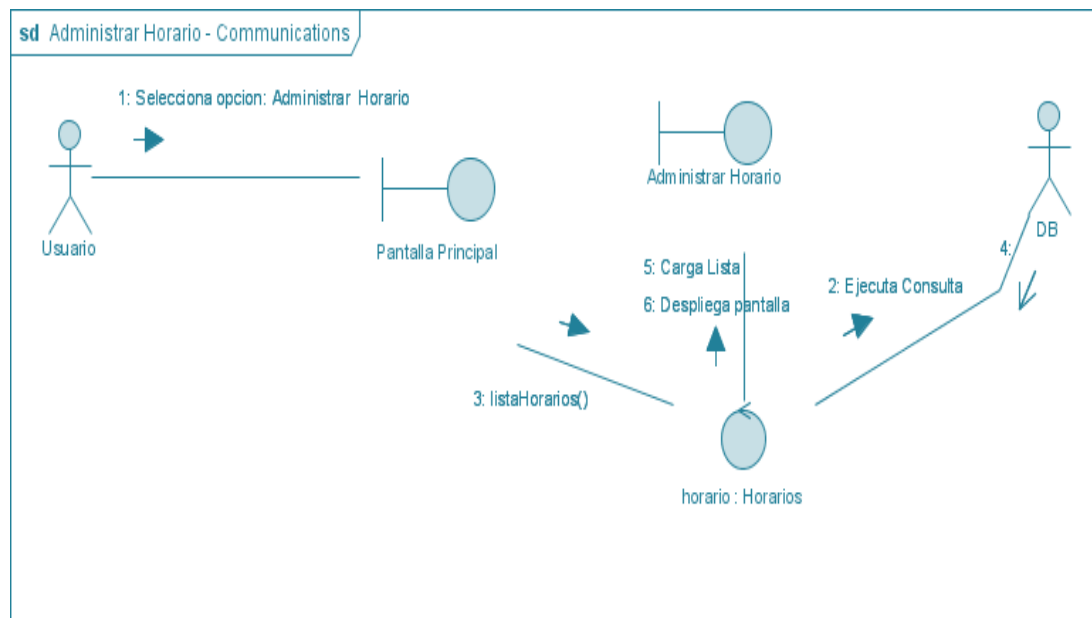 sd Administrar Horario - Communications
1: Selecciona opcion: Administrar Horario
Usuario
Pantalla Principal
Administrar Horario
DB
4:
5: Carga Lista
6: Despliega pantalla
2: Ejecuta Consulta
3: listaHorarios()
horario : Horarios